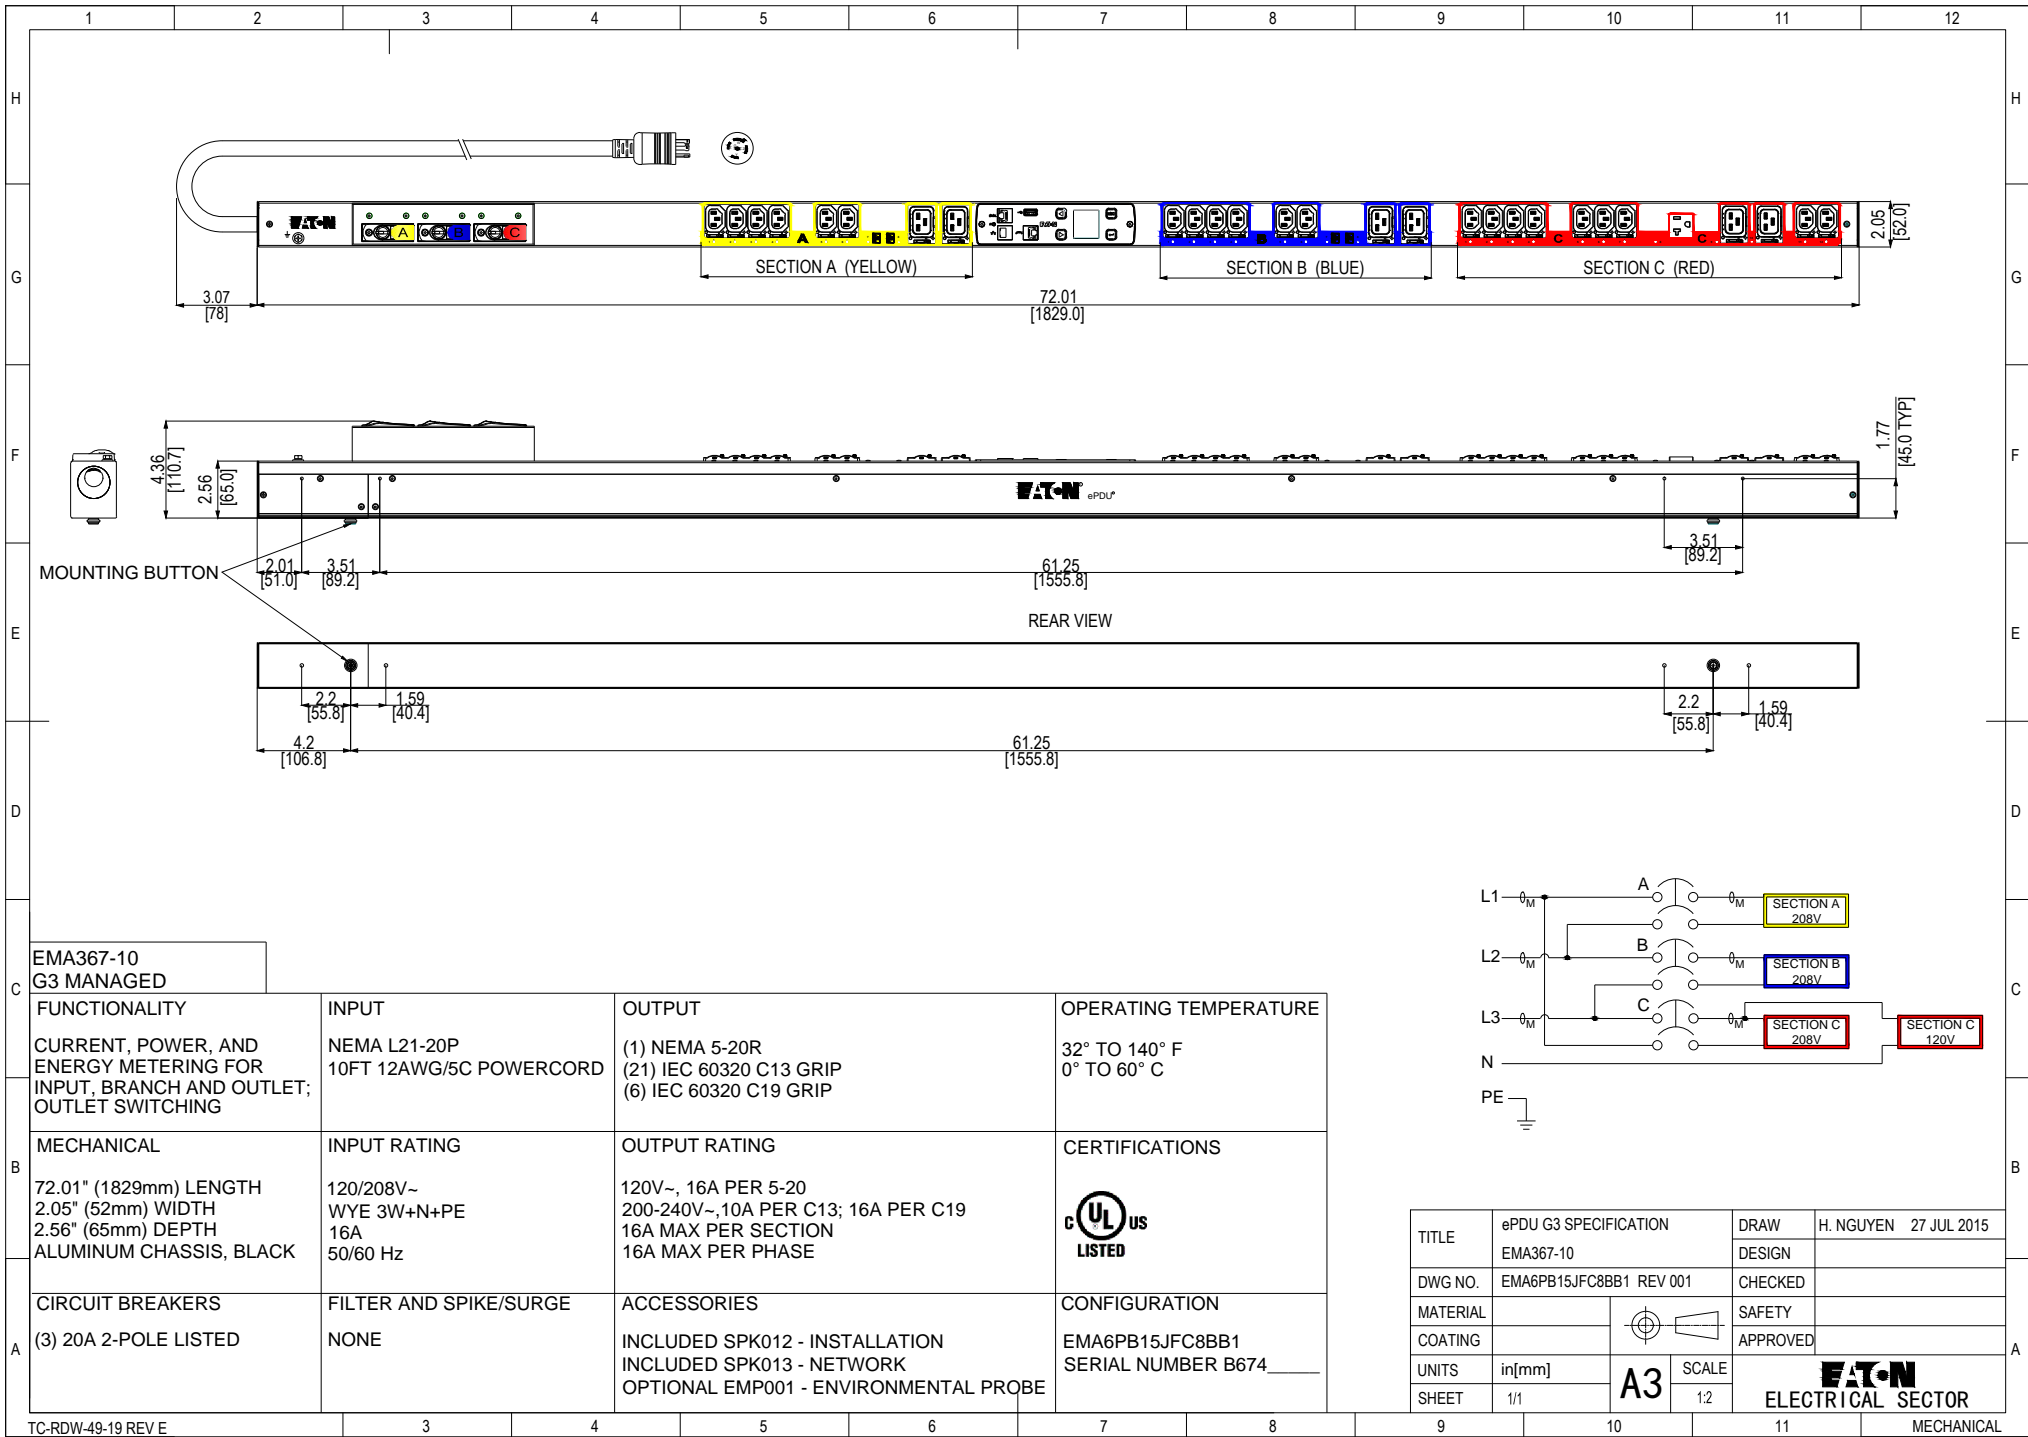 1 2 3 4 5 6 7 8 9 10 11 12
H H
EATON A B C
A B C C
2.05
[52.0]
SECTION A (YELLOW) SECTION B (BLUE) SECTION C (RED)
G G
3.07
[78]
72.01
[1829.0]
F F
4.36
[110.7]
2.56
[65.0]
1.77
[45.0 TYP]
EATON ePDU®
MOUNTING BUTTON
2.01
[51.0]
3.51
[89.2]
61.25
[1555.8]
3.51
[89.2]
REAR VIEW
E E
2.2
[55.8]
1.59
[40.4]
2.2
[55.8]
1.59
[40.4]
4.2
[106.8]
61.25
[1555.8]
D D
L1 M A M SECTION A
208V
L2 M B M SECTION B
208V
L3 M C M SECTION C
208V
SECTION C
120V
N
PE
C C
EMA367-10
G3 MANAGED
FUNCTIONALITY
CURRENT, POWER, AND
ENERGY METERING FOR
INPUT, BRANCH AND OUTLET;
OUTLET SWITCHING
INPUT
NEMA L21-20P
10FT 12AWG/5C POWERCORD
OUTPUT
(1) NEMA 5-20R
(21) IEC 60320 C13 GRIP
(6) IEC 60320 C19 GRIP
OPERATING TEMPERATURE
32° TO 140° F
0° TO 60° C
B B
MECHANICAL
72.01" (1829mm) LENGTH
2.05" (52mm) WIDTH
2.56" (65mm) DEPTH
ALUMINUM CHASSIS, BLACK
INPUT RATING
120/208V~
WYE 3W+N+PE
16A
50/60 Hz
OUTPUT RATING
120V~, 16A PER 5-20
200-240V~,10A PER C13; 16A PER C19
16A MAX PER SECTION
16A MAX PER PHASE
CERTIFICATIONS
C UL US
LISTED
A A
CIRCUIT BREAKERS
(3) 20A 2-POLE LISTED
FILTER AND SPIKE/SURGE
NONE
ACCESSORIES
INCLUDED SPK012 - INSTALLATION
INCLUDED SPK013 - NETWORK
OPTIONAL EMP001 - ENVIRONMENTAL PROBE
CONFIGURATION
EMA6PB15JFC8BB1
SERIAL NUMBER B674_____
TITLE ePDU G3 SPECIFICATION
EMA367-10
DRAW H. NGUYEN 27 JUL 2015
DESIGN
DWG NO. EMA6PB15JFC8BB1 REV 001 CHECKED
MATERIAL SAFETY
COATING APPROVED
UNITS in[mm] A3 SCALE
SHEET 1/1 1:2
EATON
ELECTRICAL SECTOR
TC-RDW-49-19 REV E 3 4 5 6 7 8 9 10 11 MECHANICAL